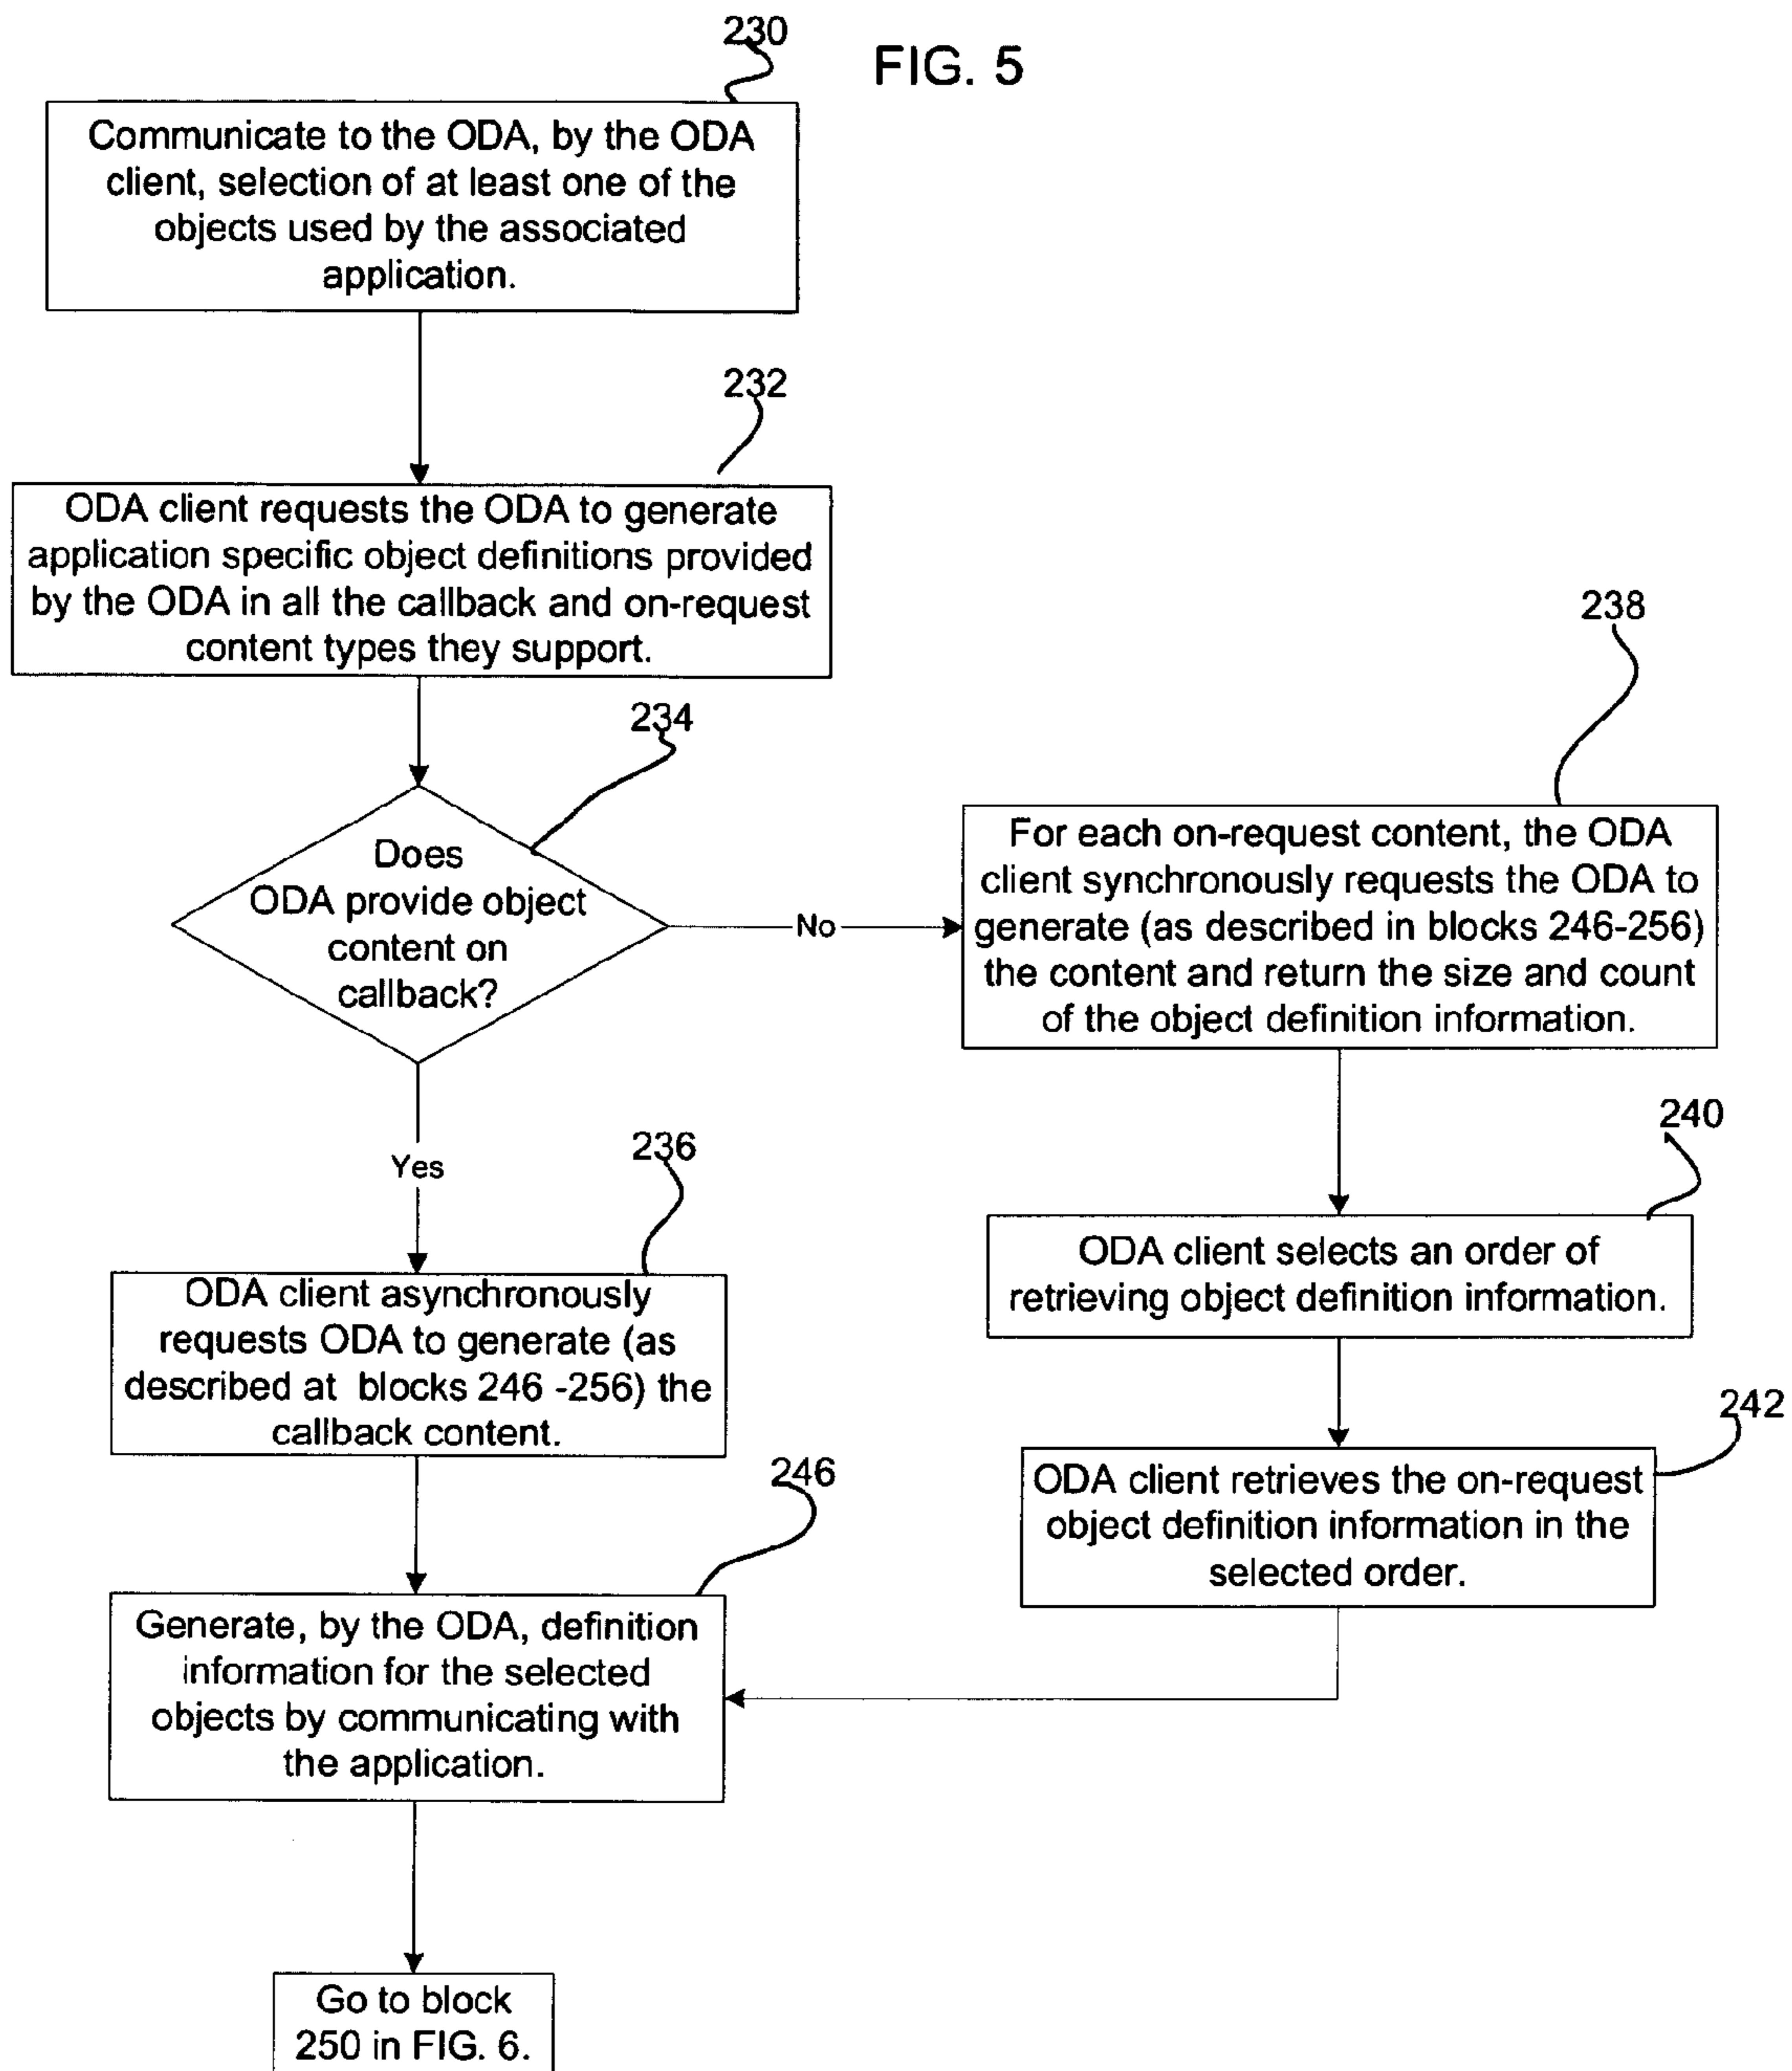 230
FIG. 5
Communicate to the ODA, by the ODA
client, selection of at least one of the
objects used by the associated
application.
232
ODA client requests the ODA to generate
application specific object definitions provided
by the ODA in all the callback and on-request
content types they support.
234
Does
ODA provide object
content on
callback?
No
238
For each on-request content, the ODA
client synchronously requests the ODA to
generate (as described in blocks 246-256)
the content and return the size and count
of the object definition information.
Yes
236
ODA client asynchronously
requests ODA to generate (as
described at blocks 246 -256) the
callback content.
240
ODA client selects an order of
retrieving object definition information.
242
ODA client retrieves the on-request
object definition information in the
selected order.
246
Generate, by the ODA, definition
information for the selected
objects by communicating with
the application.
Go to block
250 in FIG. 6.